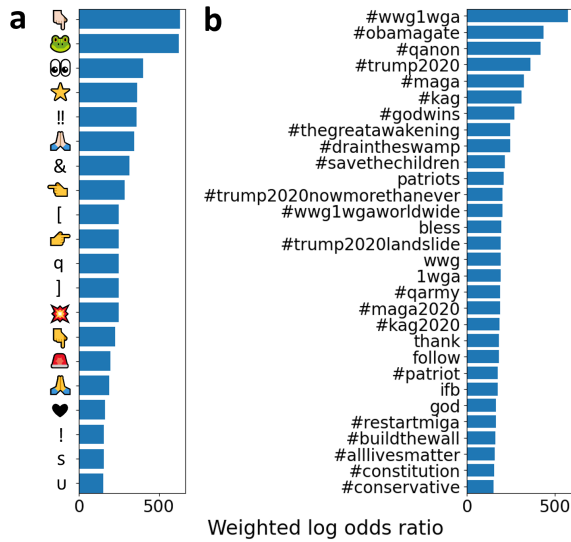 a
👇🏻
🐸
👀
⭐
‼
🙏🏻
&
👈
[
👉
q
]
💥
👇
🚨
🙏
♥
!
s
u
0 500
b
#wwg1wga
#obamagate
#qanon
#trump2020
#maga
#kag
#godwins
#thegreatawakening
#draintheswamp
#savethechildren
patriots
#trump2020nowmorethanever
#wwg1wgaworldwide
bless
#trump2020landslide
wwg
1wga
#qarmy
#maga2020
#kag2020
thank
follow
#patriot
ifb
god
#restartmiga
#buildthewall
#alllivesmatter
#constitution
#conservative
0 500
Weighted log odds ratio